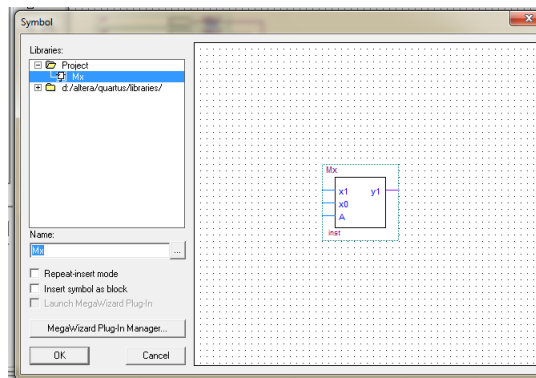 Symbol
Libraries:
Project
Mx
d:/altera/quartus/libraries/
Name:
Mx
...
Repeat-insert mode
Insert symbol as block
Launch MegaWizard Plug-In
MegaWizard Plug-In Manager...
OK
Cancel
Mx
x1 y1
x0
A
inst